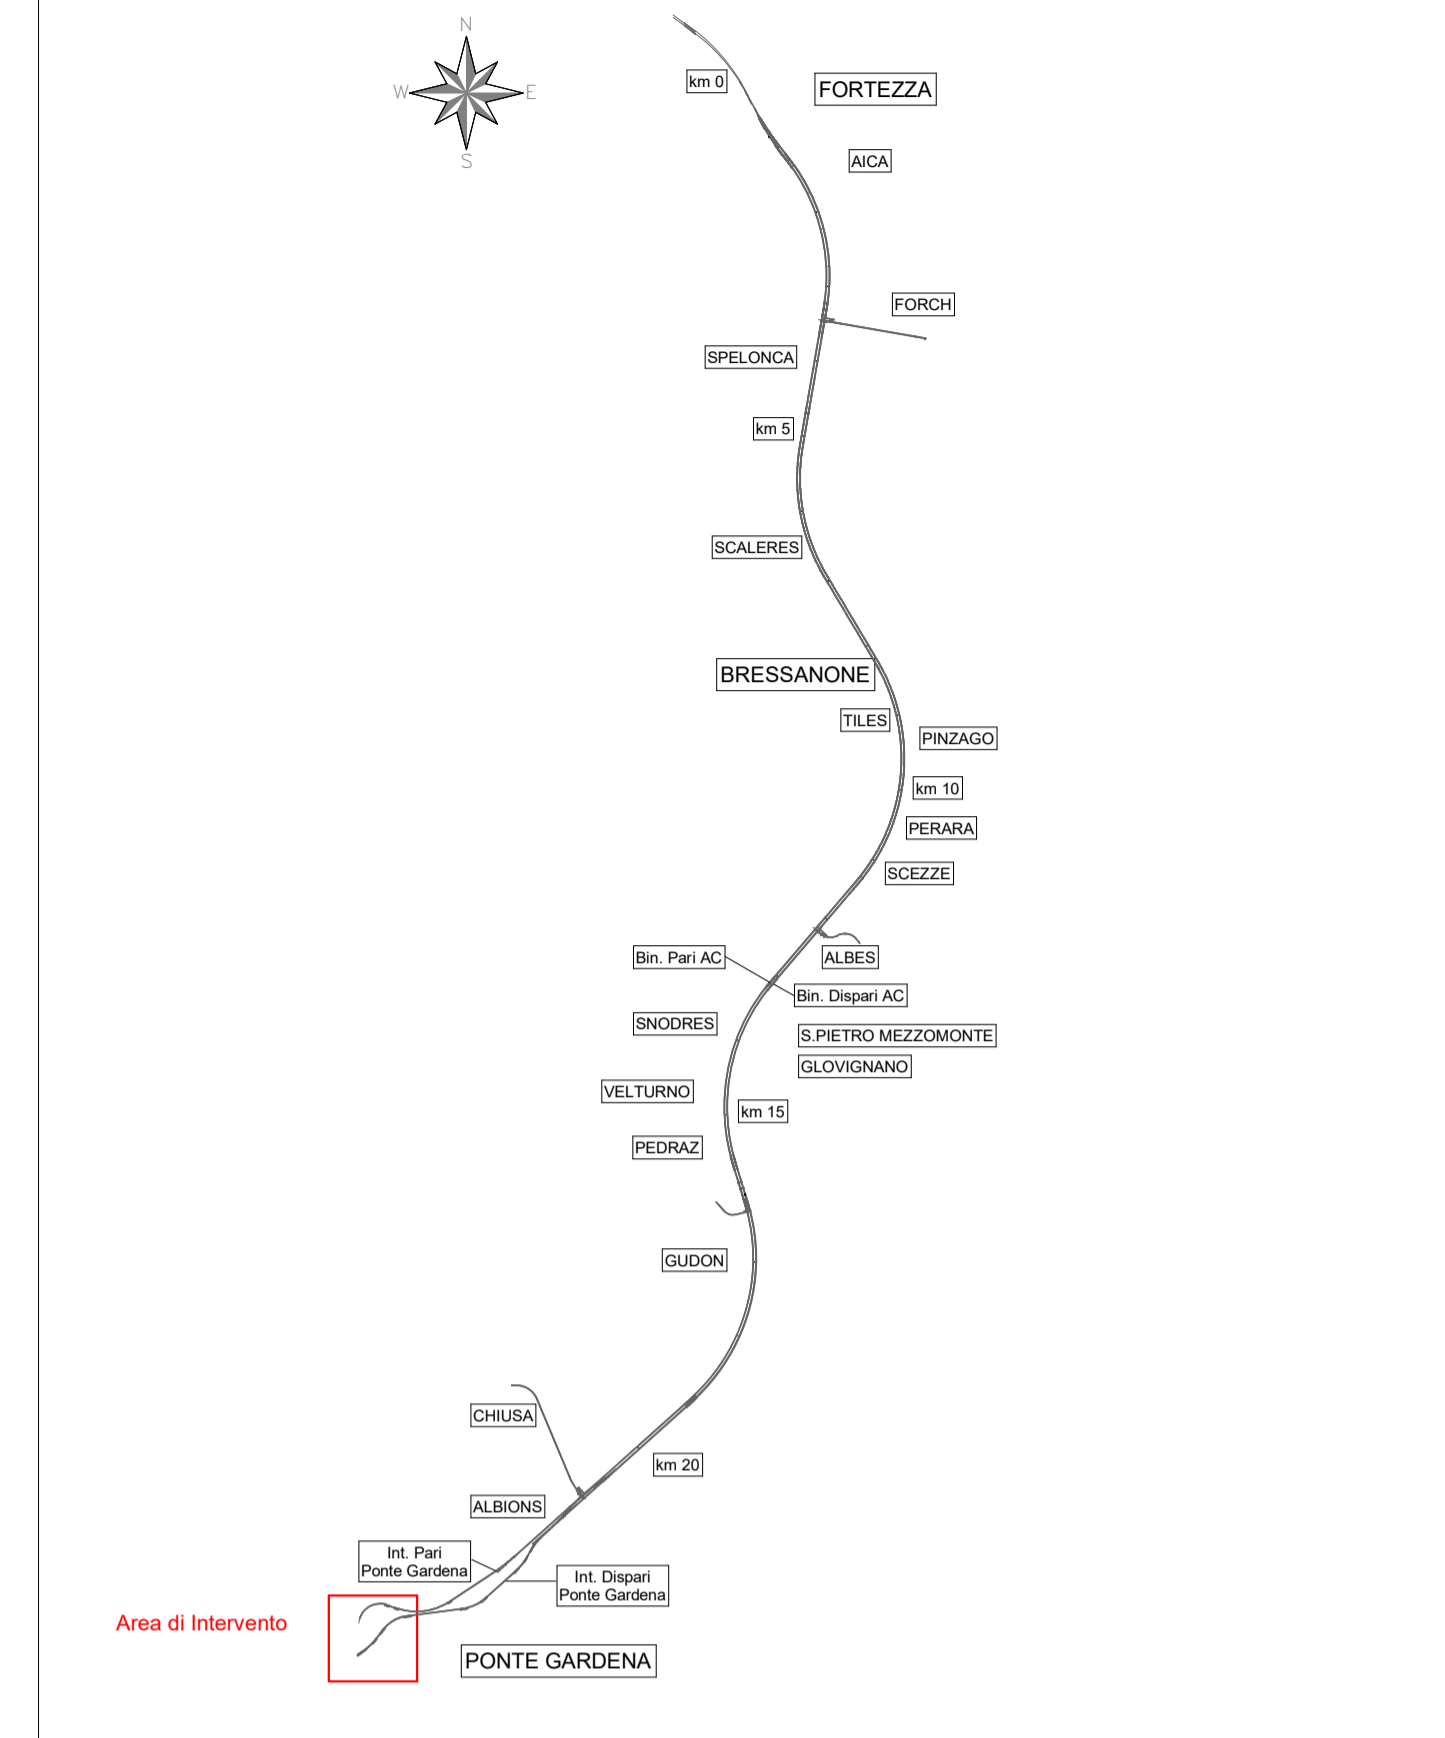 N
km 0
FORTEZZA
W
E
S
AICA
FORCH
SPELONCA
km 5
SCALERES
BRESSANONE
TILES
PINZAGO
km 10
PERARA
SCEZZE
Bin. Pari AC
ALBES
Bin. Dispari AC
SNODRES
S.PIETRO MEZZOMONTE
GLOVIGNANO
VELTURNO
km 15
PEDRAZ
GUDON
CHIUSA
km 20
ALBIONS
Int. Pari
Ponte Gardena
Int. Dispari
Ponte Gardena
Area di Intervento
PONTE GARDENA